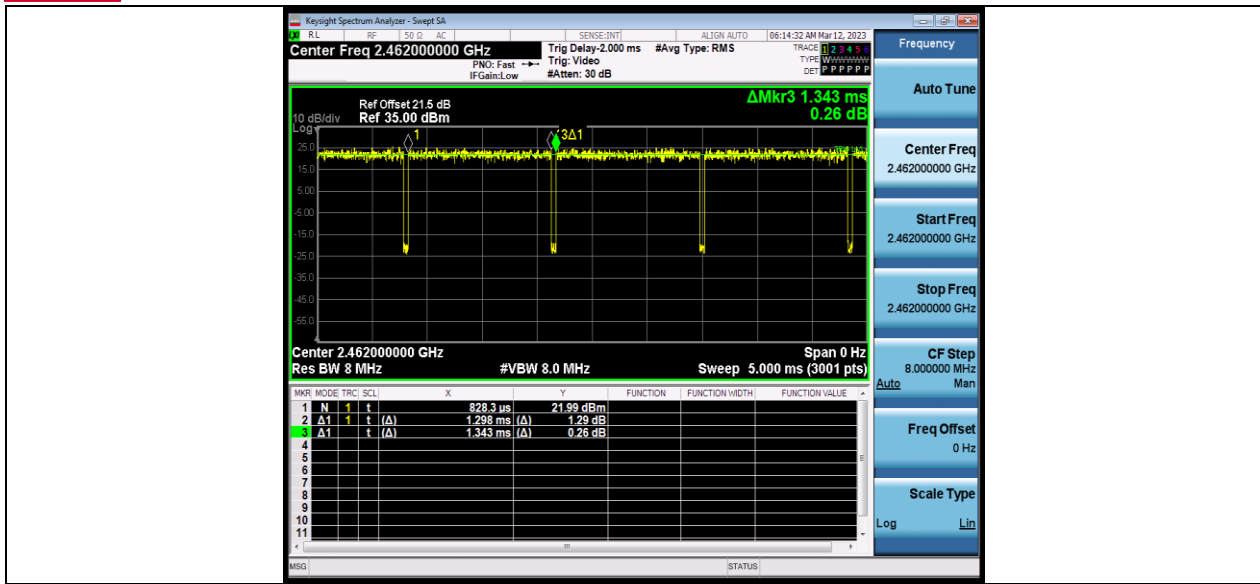 Keysight Spectrum Analyzer - Swept SA
RL RF 50 Ω AC SENSE:INT ALIGN AUTO 06:14:32 AM Mar 12, 2023
Center Freq 2.462000000 GHz
PNO: Fast
IFGain:Low
Trig Delay-2.000 ms
Trig: Video
#Atten: 30 dB
#Avg Type: RMS
TRACE 1 2 3 4 5 6
TYPE W
DET P P P P P P
Ref Offset 21.5 dB
10 dB/div Ref 35.00 dBm
Log
ΔMkr3 1.343 ms
0.26 dB
1
3Δ1
25.0
15.0
5.00
-5.00
-15.0
-25.0
-35.0
-45.0
-55.0
Center 2.462000000 GHz Span 0 Hz
Res BW 8 MHz #VBW 8.0 MHz Sweep 5.000 ms (3001 pts)
MKR MODE TRC SCL X Y FUNCTION FUNCTION WIDTH FUNCTION VALUE
1 N 1 t 828.3 µs 21.99 dBm
2 Δ1 1 t (Δ) 1.298 ms (Δ) 1.29 dB
3 Δ1 t (Δ) 1.343 ms (Δ) 0.26 dB
4
5
6
7
8
9
10
11
MSG STATUS
Frequency
Auto Tune
Center Freq
2.462000000 GHz
Start Freq
2.462000000 GHz
Stop Freq
2.462000000 GHz
CF Step
8.000000 MHz
Auto Man
Freq Offset
0 Hz
Scale Type
Log Lin